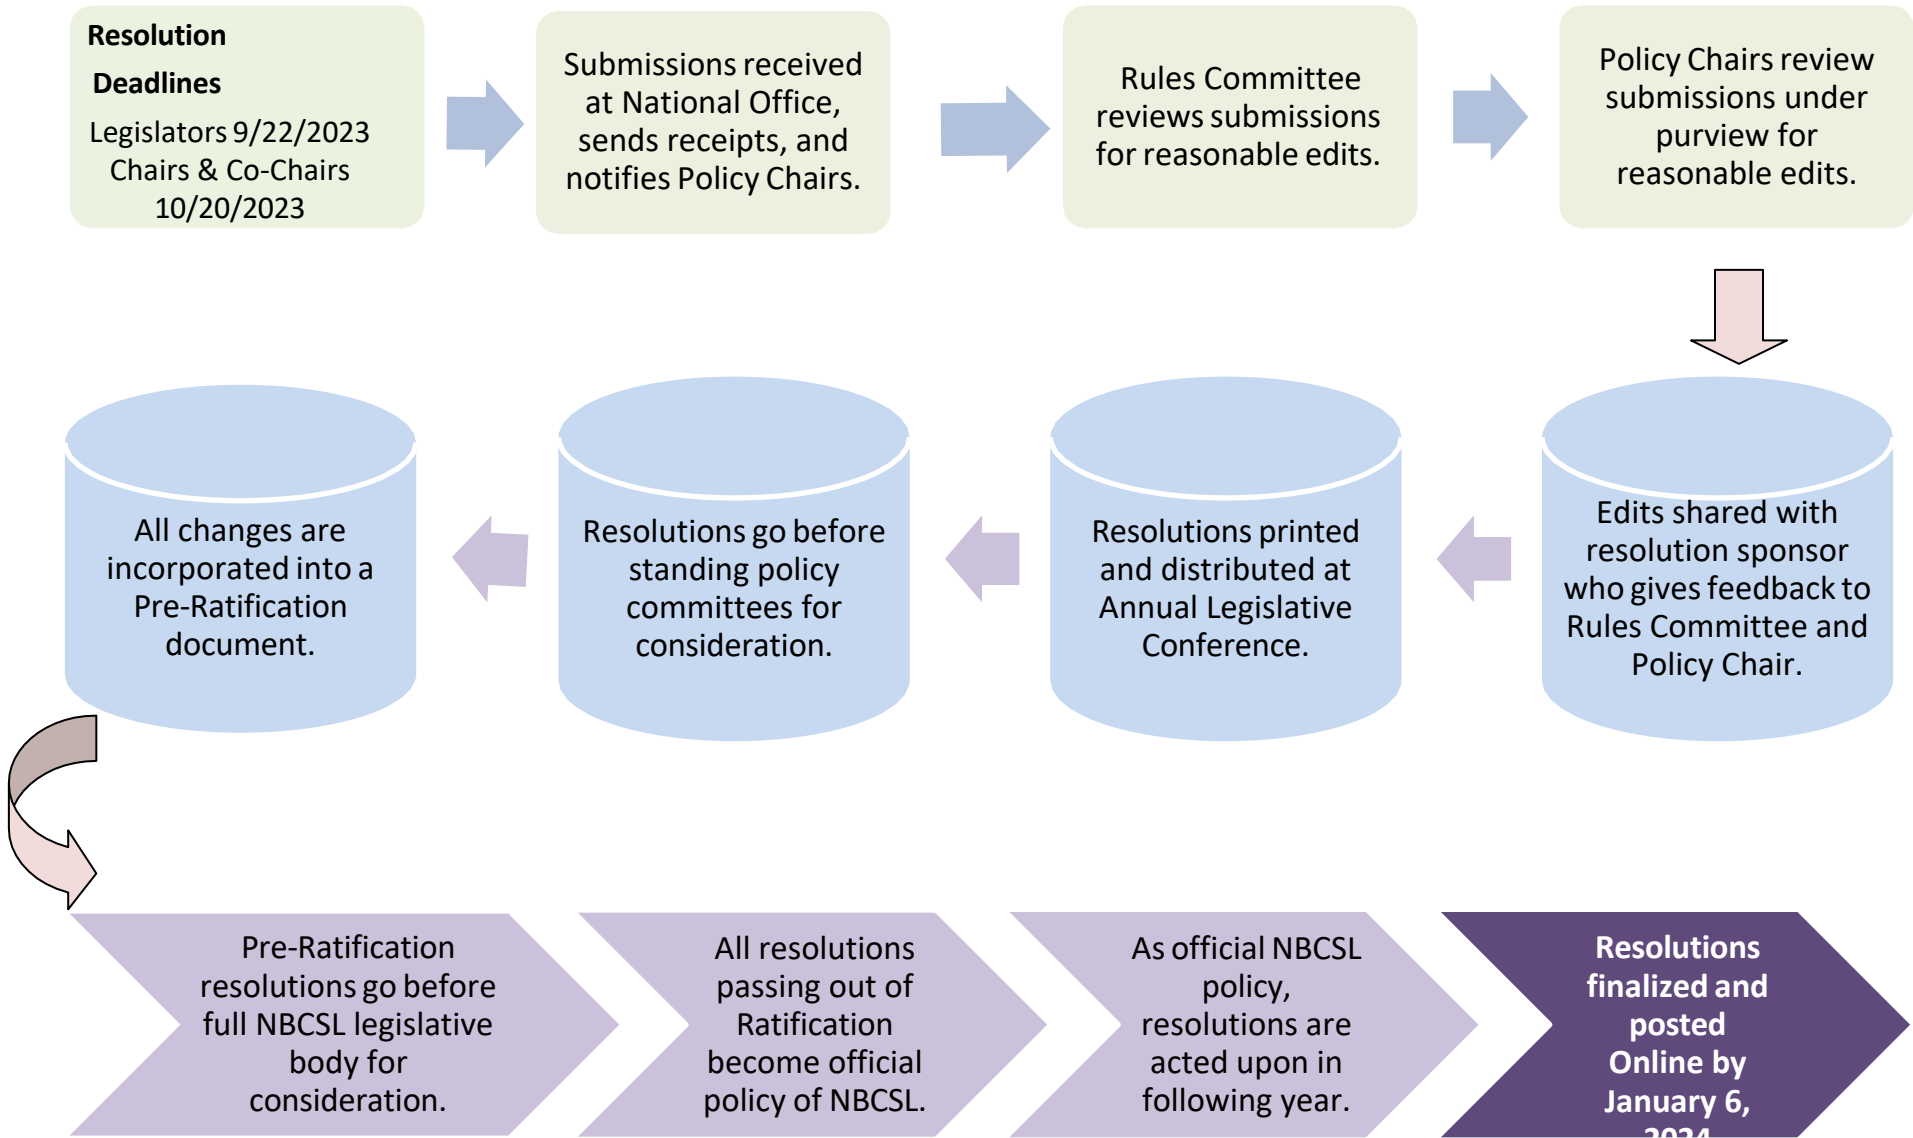 Resolution
Deadlines
Legislators 9/22/2023
Chairs & Co-Chairs
10/20/2023
Submissions received
at National Office,
sends receipts, and
notifies Policy Chairs.
Rules Committee
reviews submissions
for reasonable edits.
Policy Chairs review
submissions under
purview for
reasonable edits.
Edits shared with
resolution sponsor
who gives feedback to
Rules Committee and
Policy Chair.
Resolutions printed
and distributed at
Annual Legislative
Conference.
Resolutions go before
standing policy
committees for
consideration.
All changes are
incorporated into a
Pre-Ratification
document.
Pre-Ratification
resolutions go before
full NBCSL legislative
body for
consideration.
All resolutions
passing out of
Ratification
become official
policy of NBCSL.
As official NBCSL
policy,
resolutions are
acted upon in
following year.
Resolutions
finalized and
posted
Online by
January 6,
2024